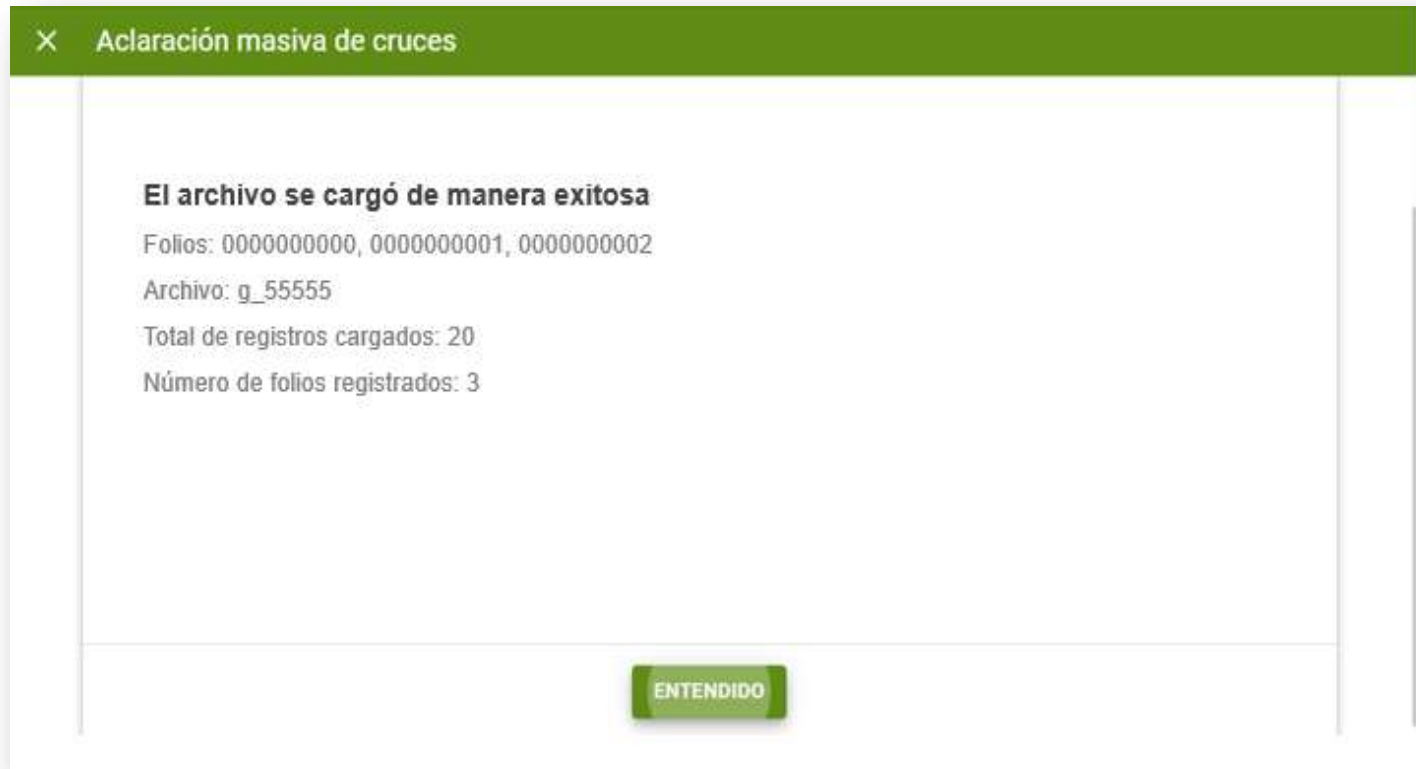 Aclaración masiva de cruces
El archivo se cargó de manera exitosa
Folios: 0000000000, 0000000001, 0000000002
Archivo: g_55555
Total de registros cargados: 20
Número de folios registrados: 3
ENTENDIDO